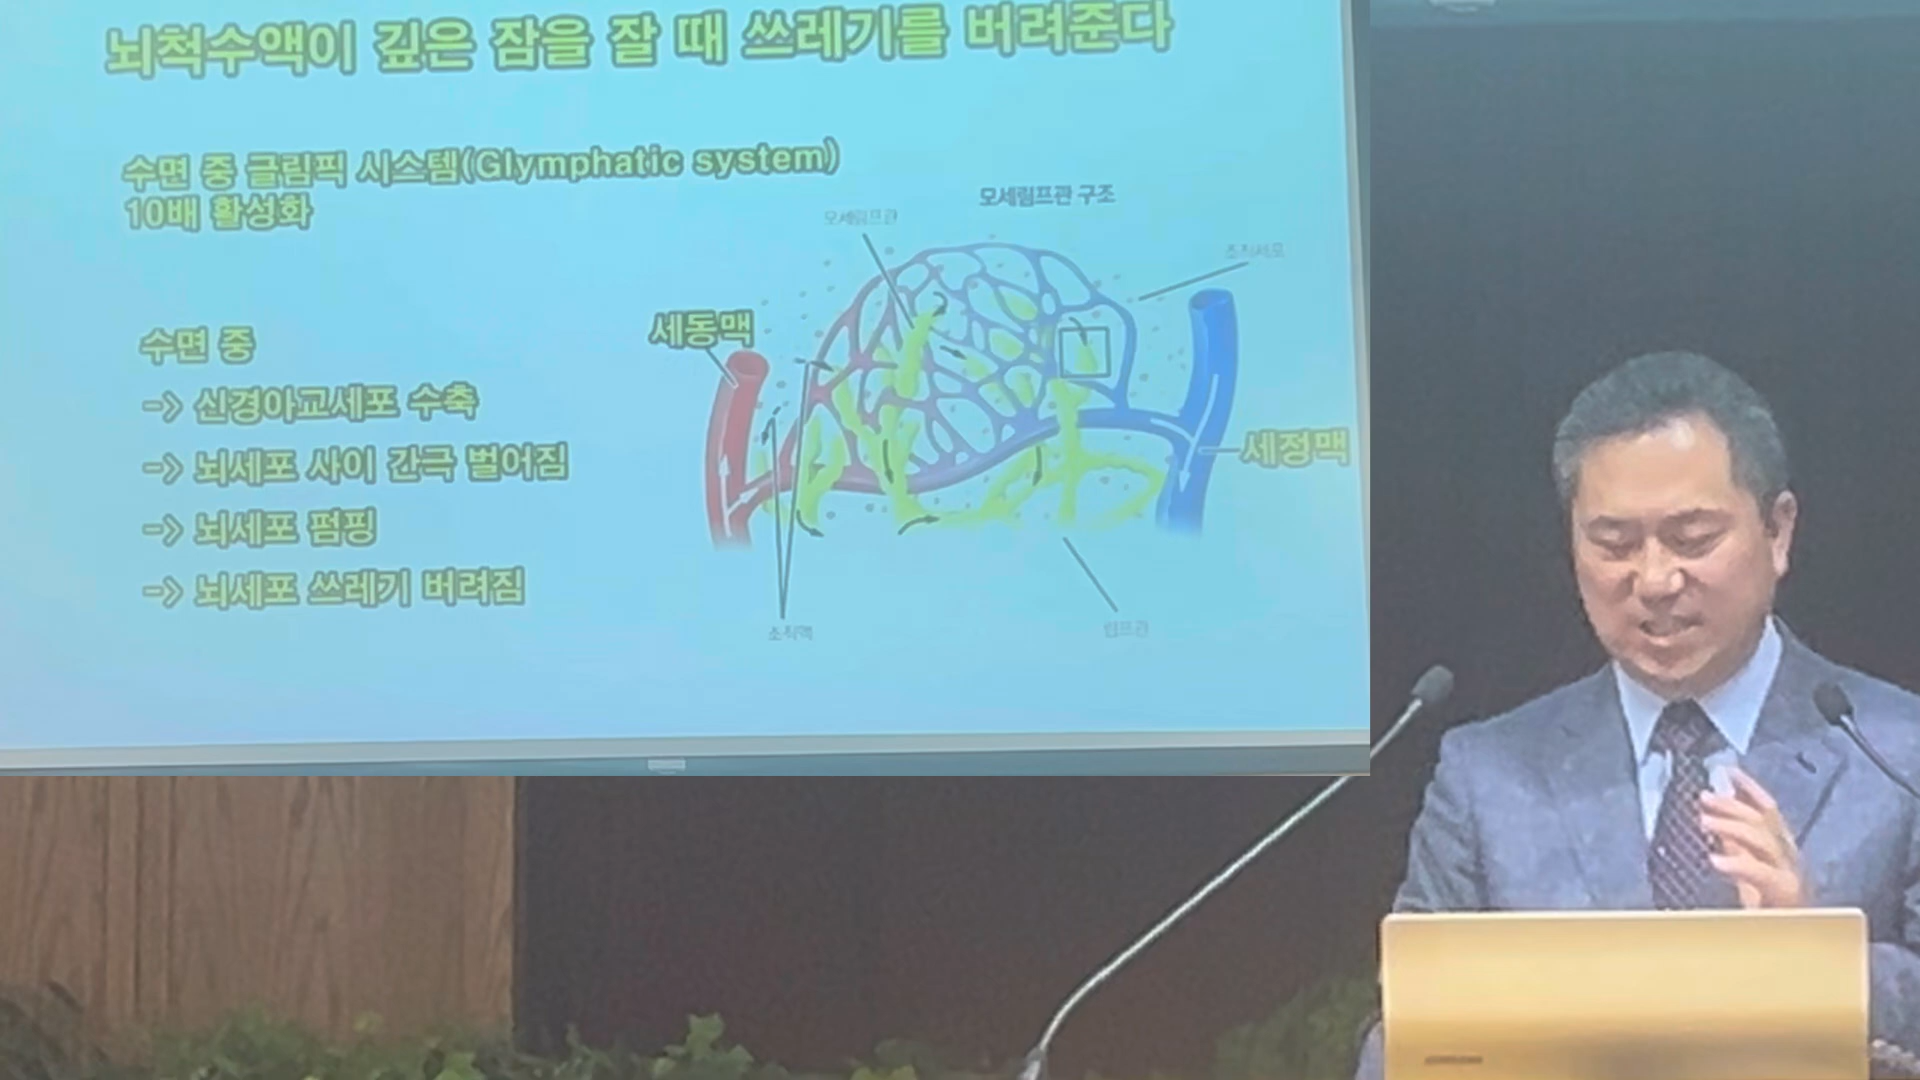 뇌척수액이 깊은 잠을 잘 때 쓰레기를 버려준다
수면 중 글림픽 시스템(Glymphatic system)
10배 활성화
모세림프관 구조
모세림프관
조직세포
세동맥
수면 중
-> 신경아교세포 수축
세정맥
-> 뇌세포 사이 간극 벌어짐
-> 뇌세포 펌핑
-> 뇌세포 쓰레기 버려짐
조직액
림프관